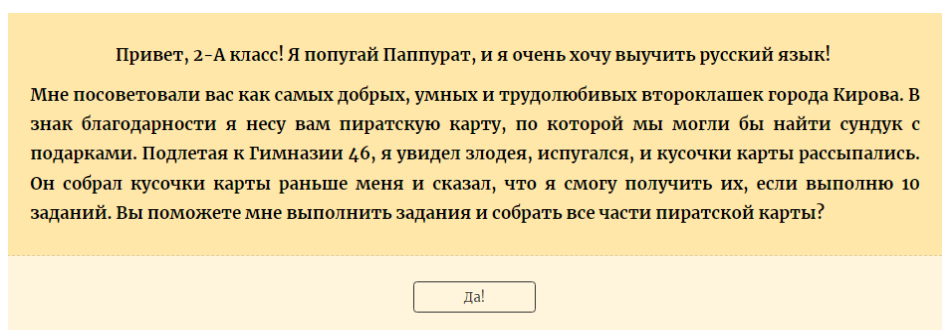 Привет, 2-А класс! Я попугай Паппурат, и я очень хочу выучить русский язык!
Мне посоветовали вас как самых добрых, умных и трудолюбивых второклашек города Кирова. В
знак благодарности я несу вам пиратскую карту, по которой мы могли бы найти сундук с
подарками. Подлетая к Гимназии 46, я увидел злодея, испугался, и кусочки карты рассыпались.
Он собрал кусочки карты раньше меня и сказал, что я смогу получить их, если выполню 10
заданий. Вы поможете мне выполнить задания и собрать все части пиратской карты?
Да!